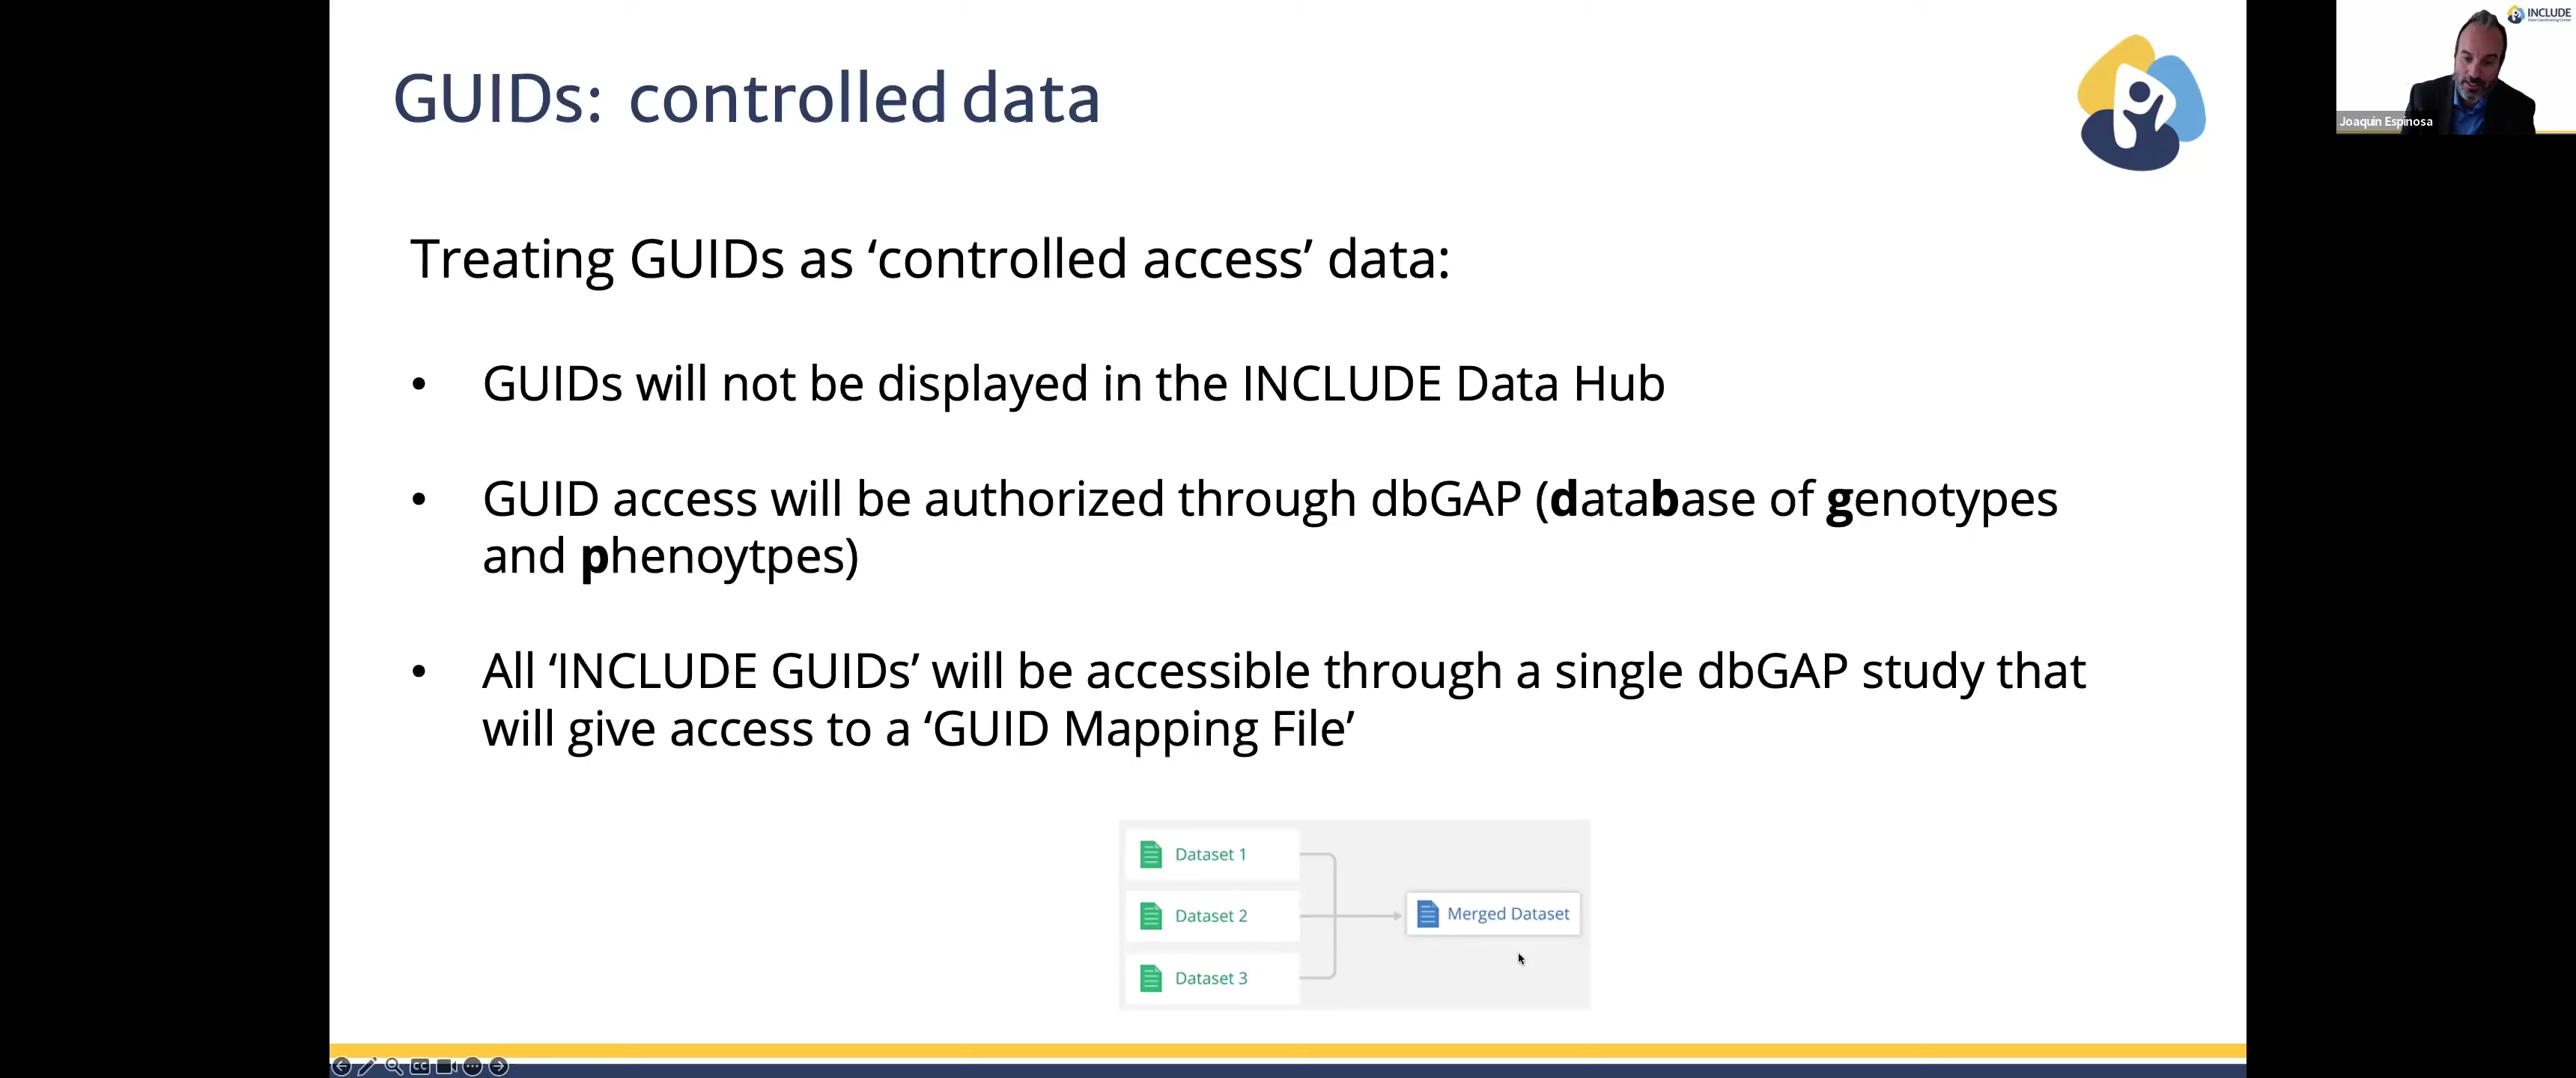 GUIDs: controlled data
INCLUDE
Joaquin Espinosa
Treating GUIDs as ‘controlled access’ data:
• GUIDs will not be displayed in the INCLUDE Data Hub
• GUID access will be authorized through dbGAP (database of genotypes
and phenoytpes)
• All ‘INCLUDE GUIDs’ will be accessible through a single dbGAP study that
will give access to a ‘GUID Mapping File’
Dataset 1
Dataset 2
Merged Dataset
Dataset 3
CC